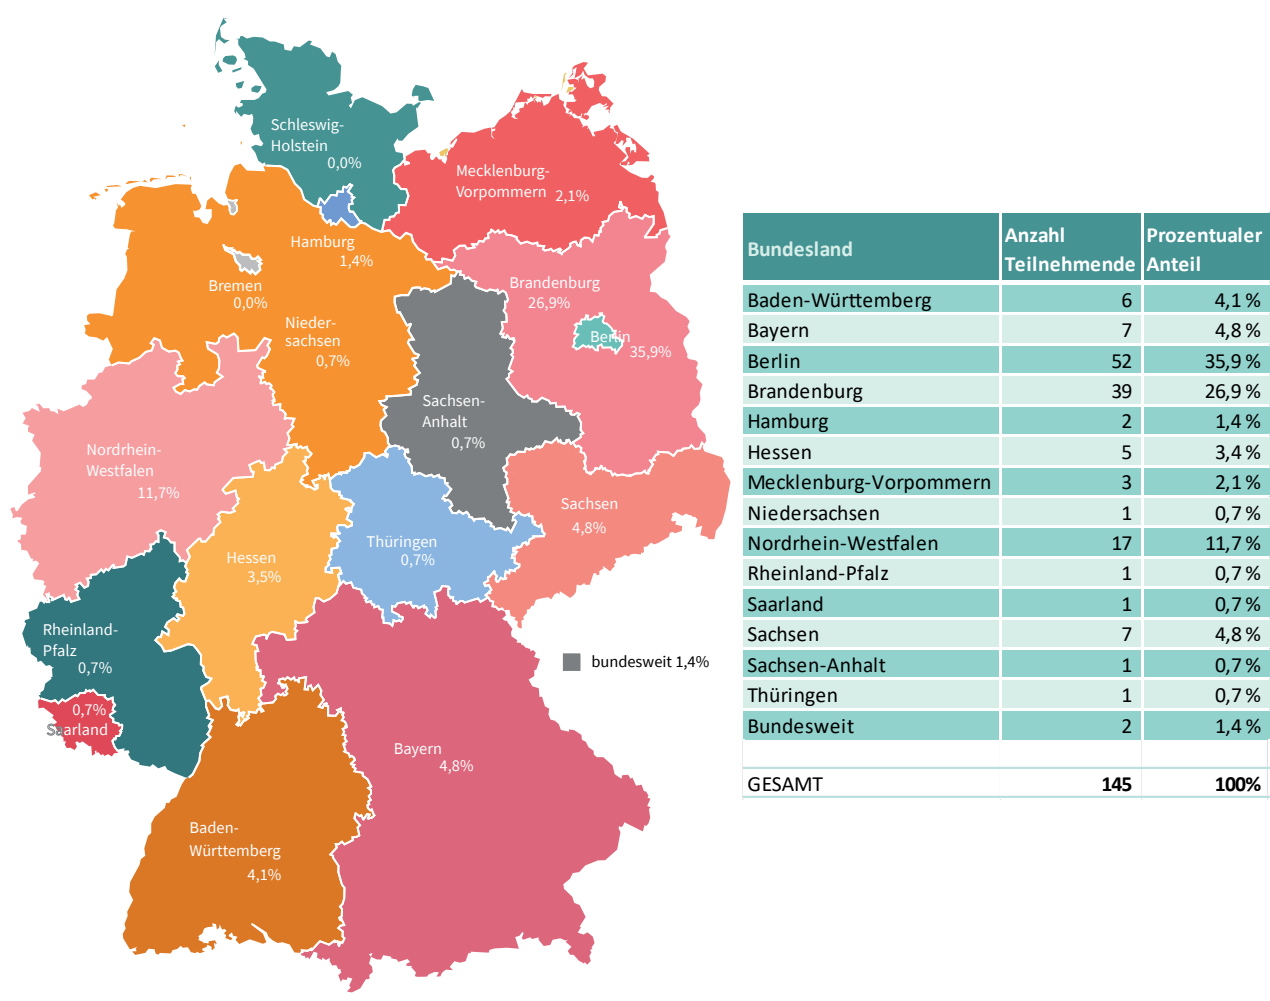 Schleswig-
Holstein
0,0%
Mecklenburg-
Vorpommern 2,1%
Hamburg
1,4%
Bremen
0,0%
Nieder-
sachsen
0,7%
Brandenburg
26,9%
Berlin
35,9%
Sachsen-
Anhalt
0,7%
Nordrhein-
Westfalen
11,7%
Sachsen
4,8%
Thüringen
0,7%
Hessen
3,5%
Rheinland-
Pfalz
0,7%
0,7%
Saarland
bundesweit 1,4%
Bayern
4,8%
Baden-
Württemberg
4,1%
Bundesland Anzahl Teilnehmende Prozentualer Anteil
Baden-Württemberg 6 4,1 %
Bayern 7 4,8 %
Berlin 52 35,9 %
Brandenburg 39 26,9 %
Hamburg 2 1,4 %
Hessen 5 3,4 %
Mecklenburg-Vorpommern 3 2,1 %
Niedersachsen 1 0,7 %
Nordrhein-Westfalen 17 11,7 %
Rheinland-Pfalz 1 0,7 %
Saarland 1 0,7 %
Sachsen 7 4,8 %
Sachsen-Anhalt 1 0,7 %
Thüringen 1 0,7 %
Bundesweit 2 1,4 %
GESAMT 145 100%